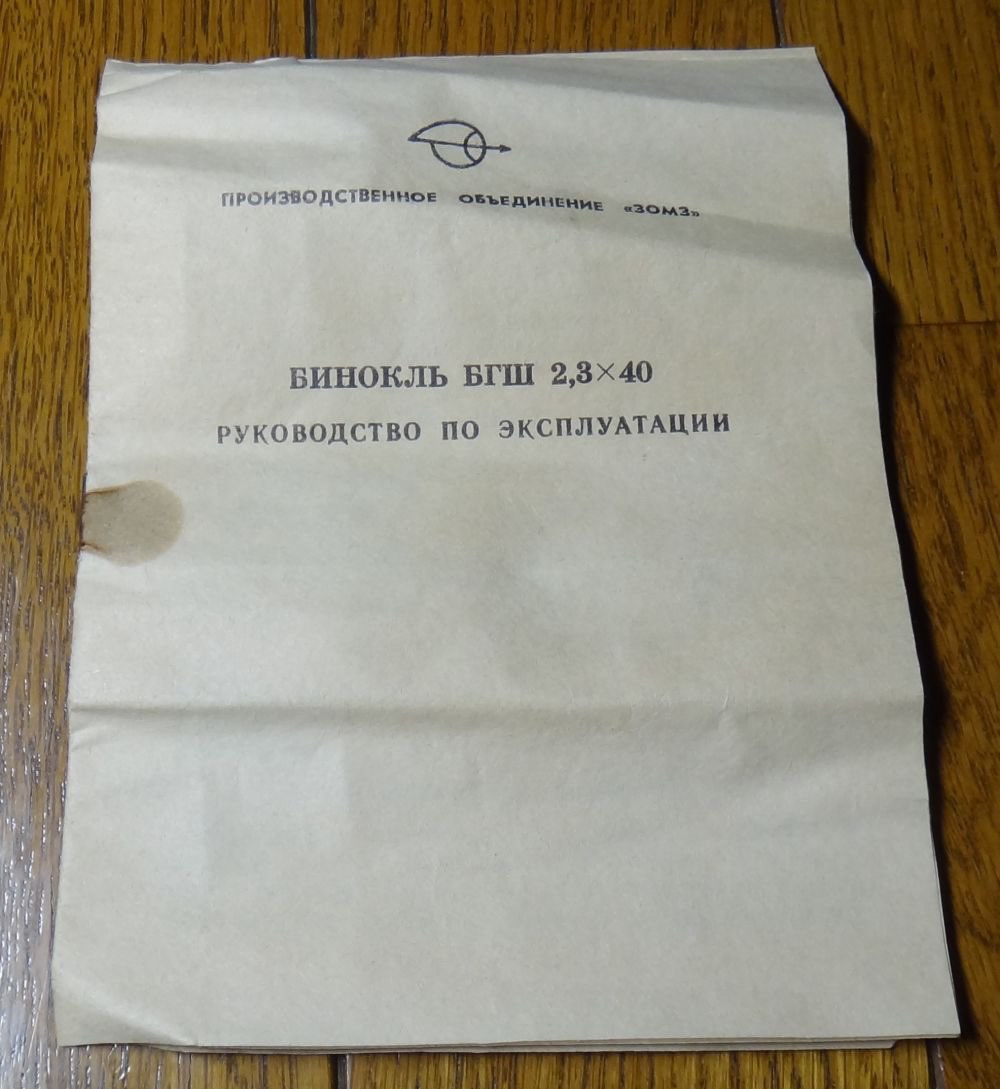 ПРОИЗВОДСТВЕННОЕ ОБЪЕДИНЕНИЕ «ЗОМЗ»
БИНОКЛЬ БГШ 2,3×40
РУКОВОДСТВО ПО ЭКСПЛУАТАЦИИ